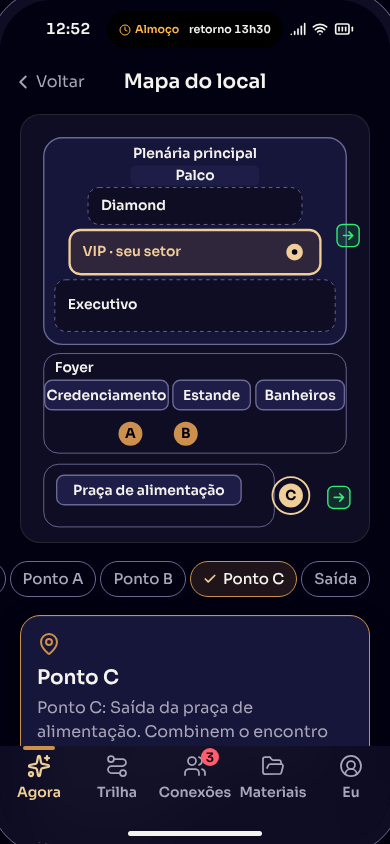 12:52
Almoço retorno 13h30
Voltar
Mapa do local
Plenária principal
Palco
Diamond
VIP · seu setor
Executivo
Foyer
Credenciamento Estande Banheiros
A B
Praça de alimentação
C
Ponto A Ponto B Ponto C Saída
Ponto C
Ponto C: Saída da praça de
alimentação. Combinem o encontro
3
Agora Trilha Conexões Materiais Eu